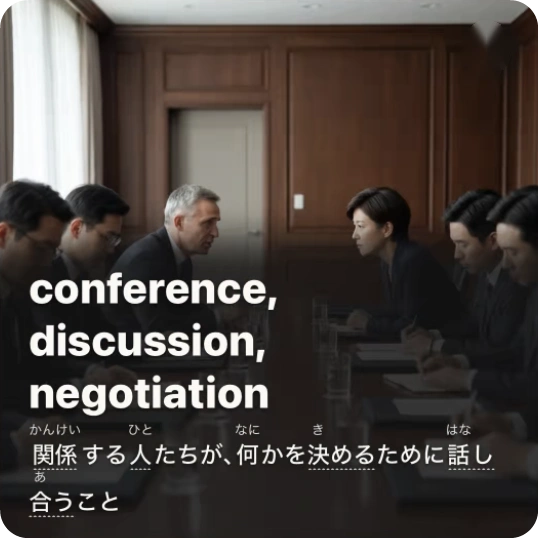 conference,
discussion,
negotiation
かんけい ひと なに き はな
関係する人たちが、何かを決めるために話し
あ
合うこと